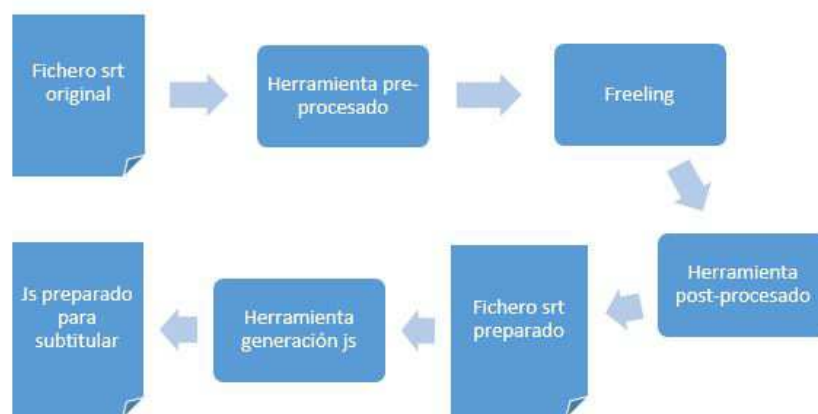 Fichero srt
original
Herramienta pre-
procesado
Freeling
Herramienta
post-procesado
Fichero srt
preparado
Herramienta
generación js
Js preparado
para
subtitular